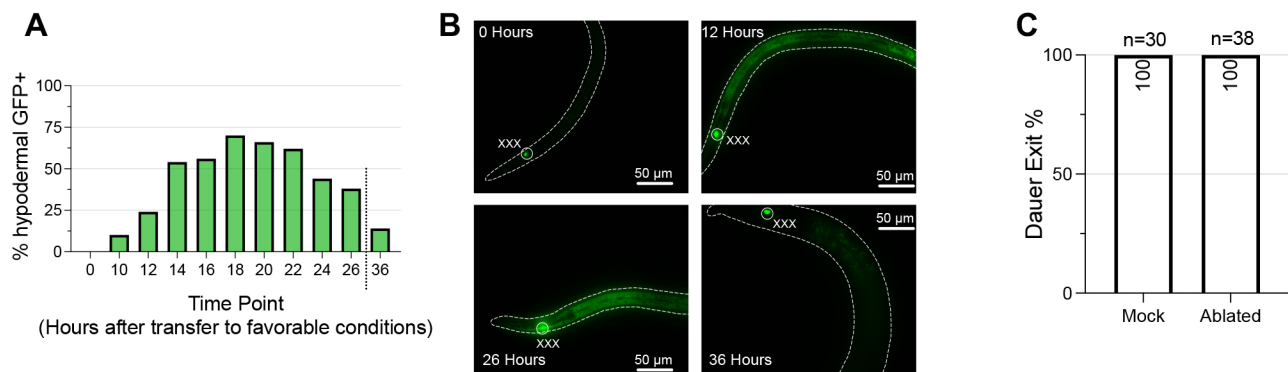 A
% hypodermal GFP+
100
75
50
25
0
0 10 12 14 16 18 20 22 24 26 36
Time Point
(Hours after transfer to favorable conditions)
B
0 Hours
XXX
50 µm
12 Hours
XXX
50 µm
26 Hours
XXX
50 µm
36 Hours
XXX
50 µm
C
Dauer Exit %
100
50
0
n=30 n=38
100 100
Mock Ablated